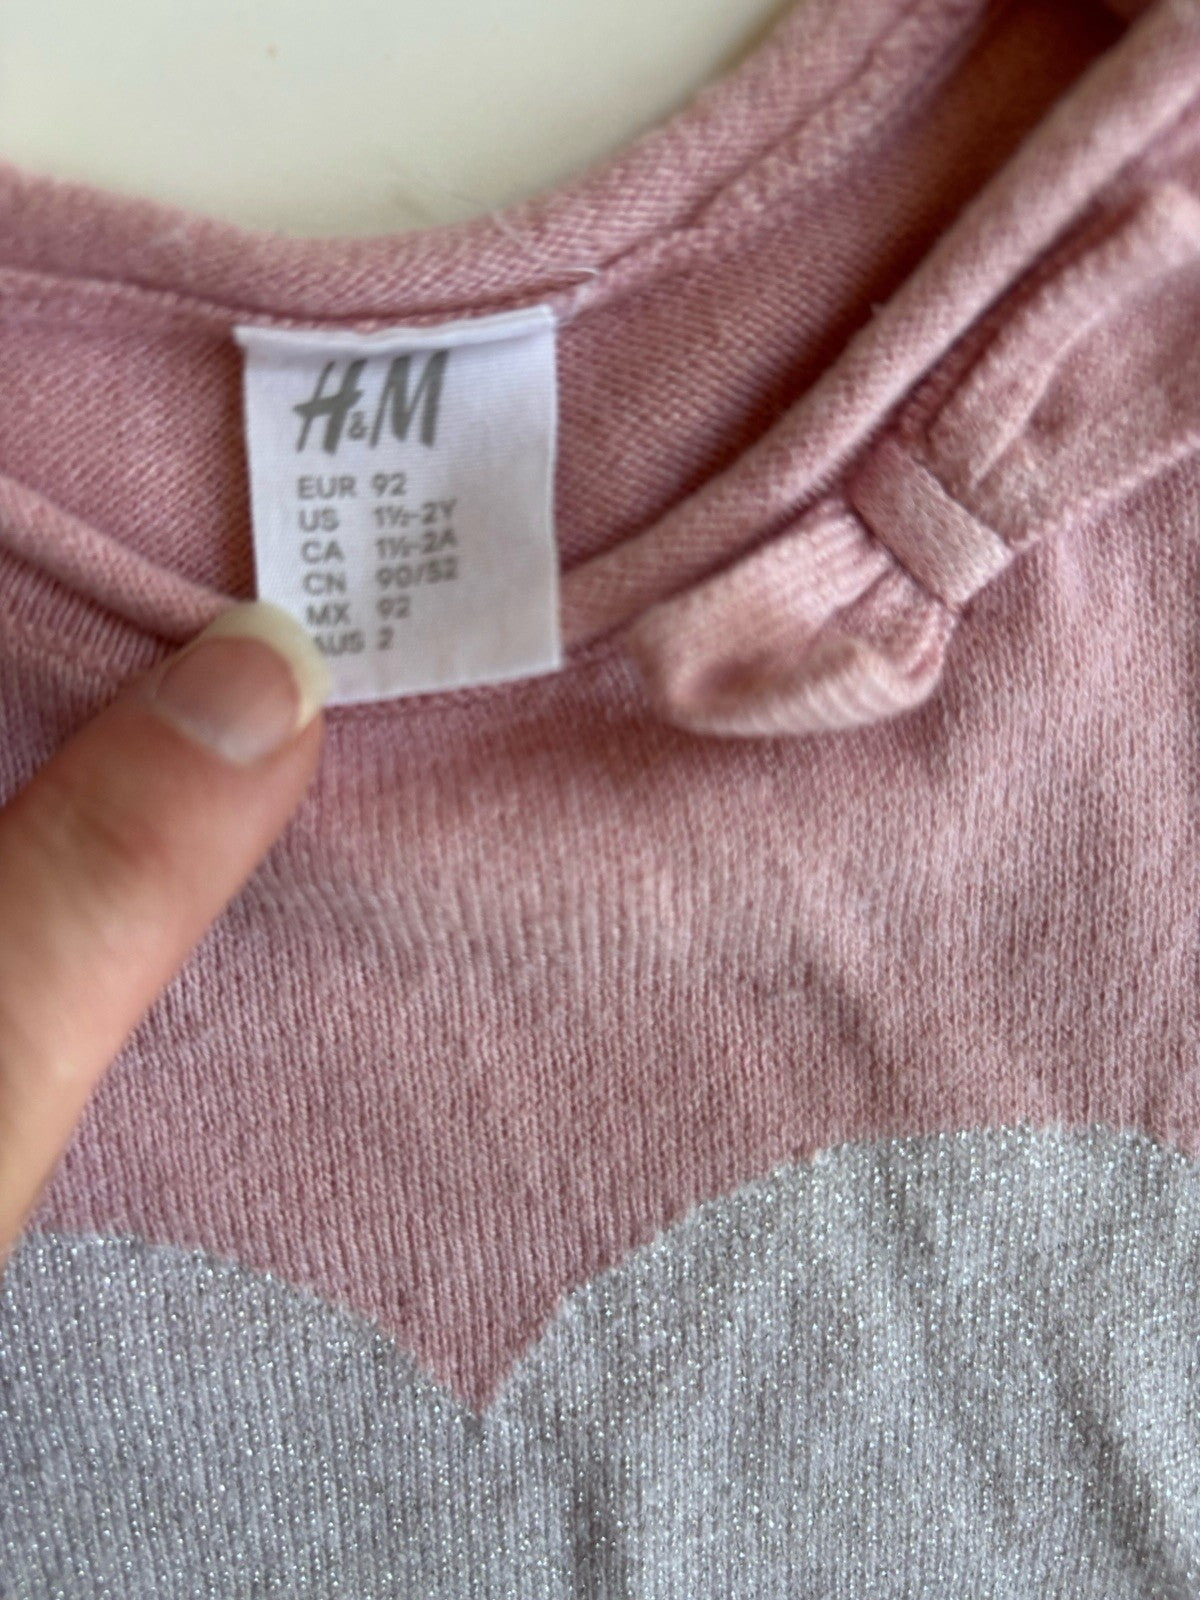 H&M
EUR 92
US 1½-2Y
CA 1½-2A
CN 90/52
MX 92
AUS 2